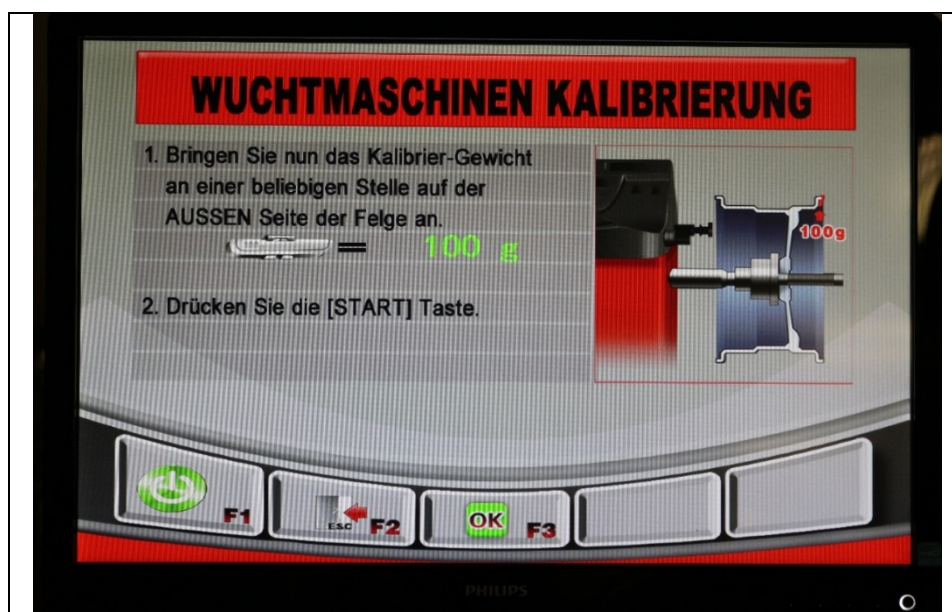 WUCHTMASCHINEN KALIBRIERUNG
1. Bringen Sie nun das Kalibrier-Gewicht
an einer beliebigen Stelle auf der
AUSSEN Seite der Felge an.
= 100 g
2. Drücken Sie die [START] Taste.
100g
F1
ESC F2
OK F3
PHILIPS